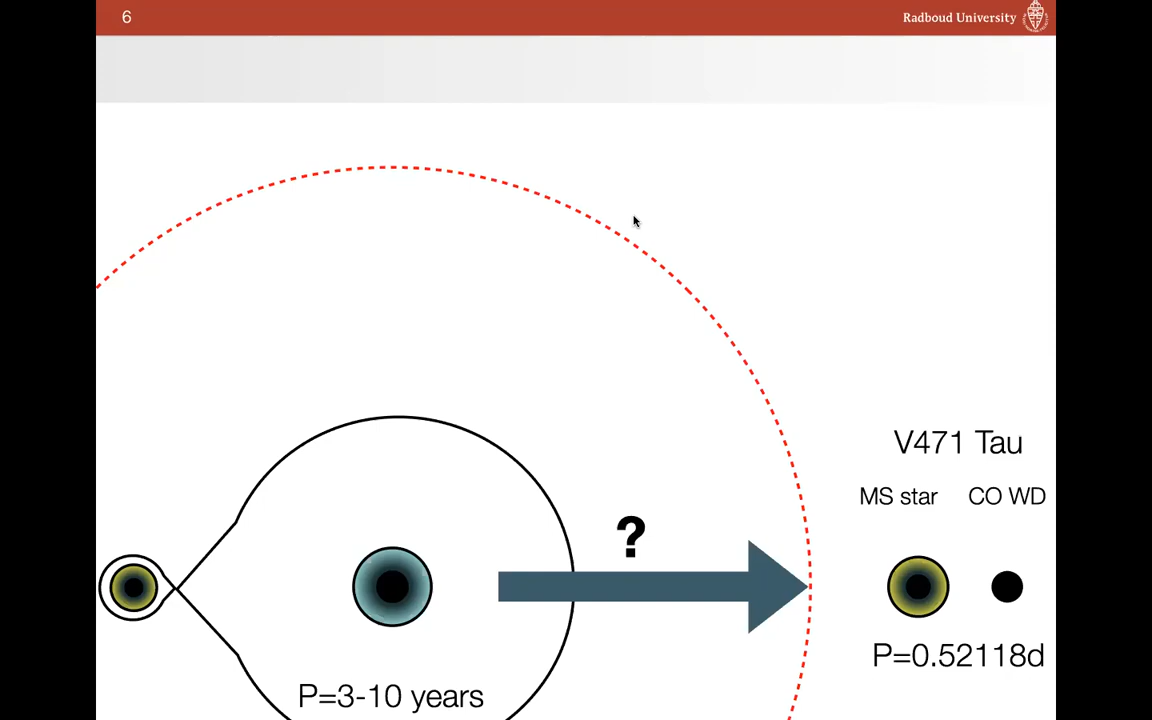 6
Radboud University
V471 Tau
MS star CO WD
?
P=0.52118d
P=3-10 years